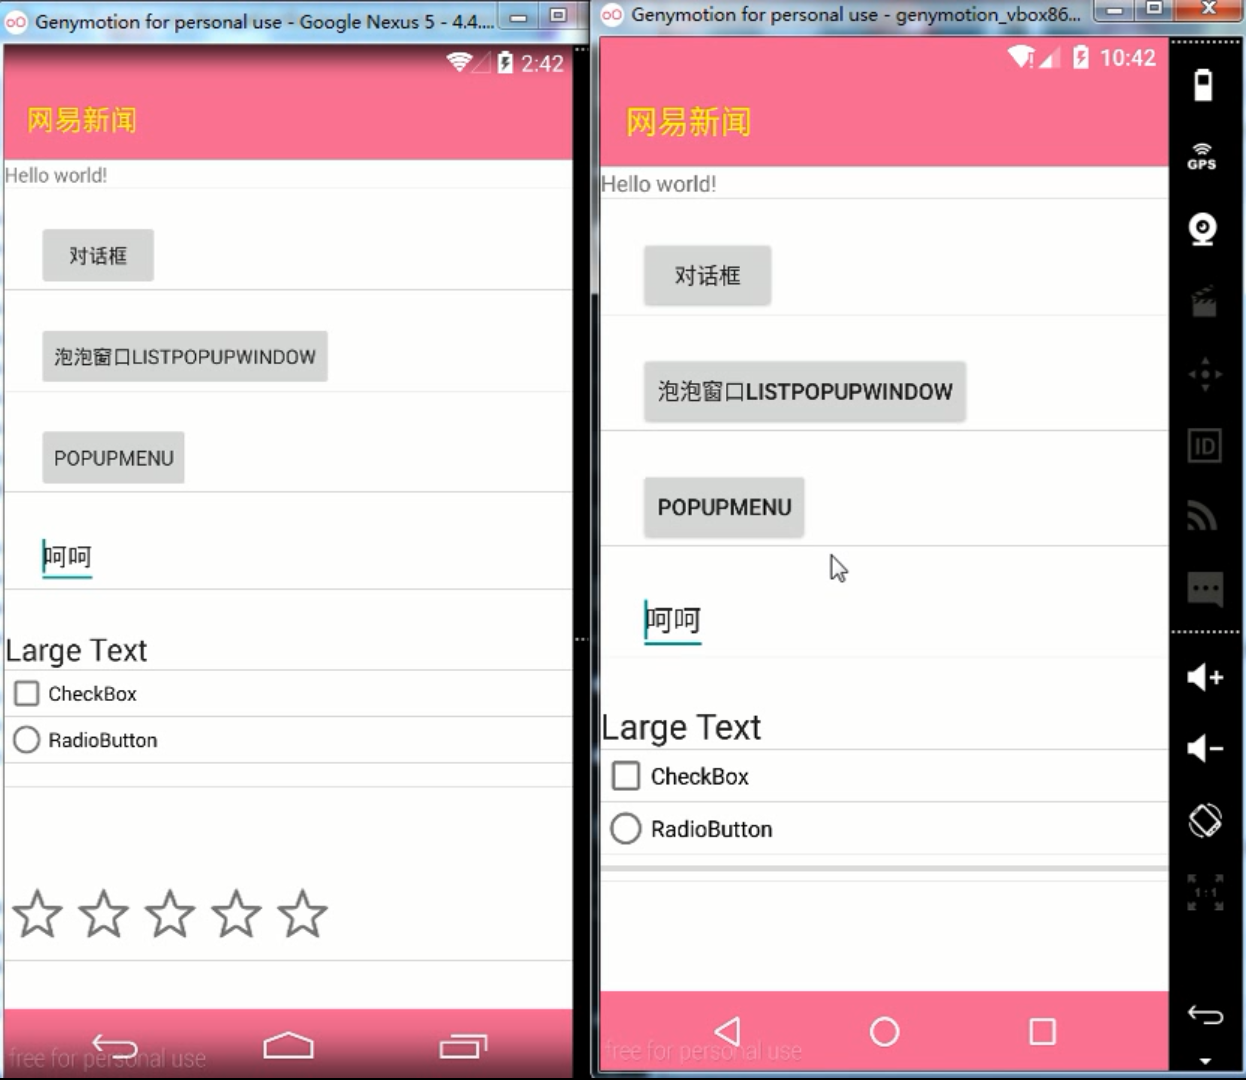 Genymotion for personal use - Google Nexus 5 - 4.4....
2:42
网易新闻
Hello world!
对话框
泡泡窗口LISTPOPUPWINDOW
POPUPMENU
呵呵
Large Text
CheckBox
RadioButton
free for personal use
Genymotion for personal use - genymotion_vbox86...
10:42
网易新闻
Hello world!
对话框
泡泡窗口LISTPOPUPWINDOW
POPUPMENU
呵呵
Large Text
CheckBox
RadioButton
free for personal use
GPS
ID
1:1